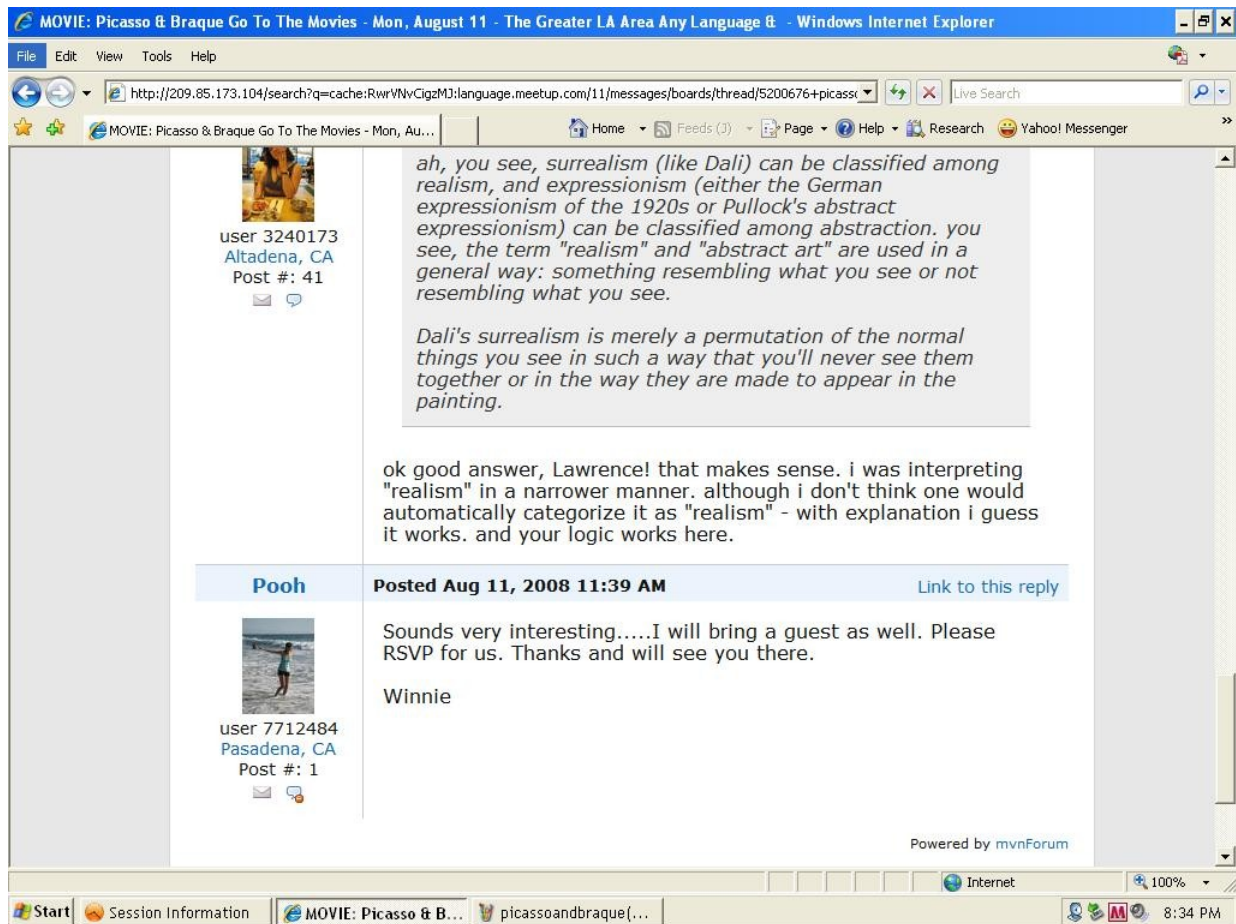 MOVIE: Picasso & Braque Go To The Movies - Mon, August 11 - The Greater LA Area Any Language & - Windows Internet Explorer
File Edit View Tools Help
http://209.85.173.104/search?q=cache:RwrVNvCigzMJ:language.meetup.com/11/messages/boards/thread/5200676+picasso
Live Search
MOVIE: Picasso & Braque Go To The Movies - Mon, Au...
Home Feeds (J) Page Help Research Yahoo! Messenger
ah, you see, surrealism (like Dali) can be classified among
realism, and expressionism (either the German
expressionism of the 1920s or Pullock's abstract
expressionism) can be classified among abstraction. you
see, the term "realism" and "abstract art" are used in a
general way: something resembling what you see or not
resembling what you see.
Dali's surrealism is merely a permutation of the normal
things you see in such a way that you'll never see them
together or in the way they are made to appear in the
painting.
user 3240173
Altadena, CA
Post #: 41
ok good answer, Lawrence! that makes sense. i was interpreting
"realism" in a narrower manner. although i don't think one would
automatically categorize it as "realism" - with explanation i guess
it works. and your logic works here.
Pooh Posted Aug 11, 2008 11:39 AM Link to this reply
Sounds very interesting.....I will bring a guest as well. Please
RSVP for us. Thanks and will see you there.
Winnie
user 7712484
Pasadena, CA
Post #: 1
Powered by mvnForum
Internet 100%
Start Session Information MOVIE: Picasso & B... picassoandbraque(... 8:34 PM